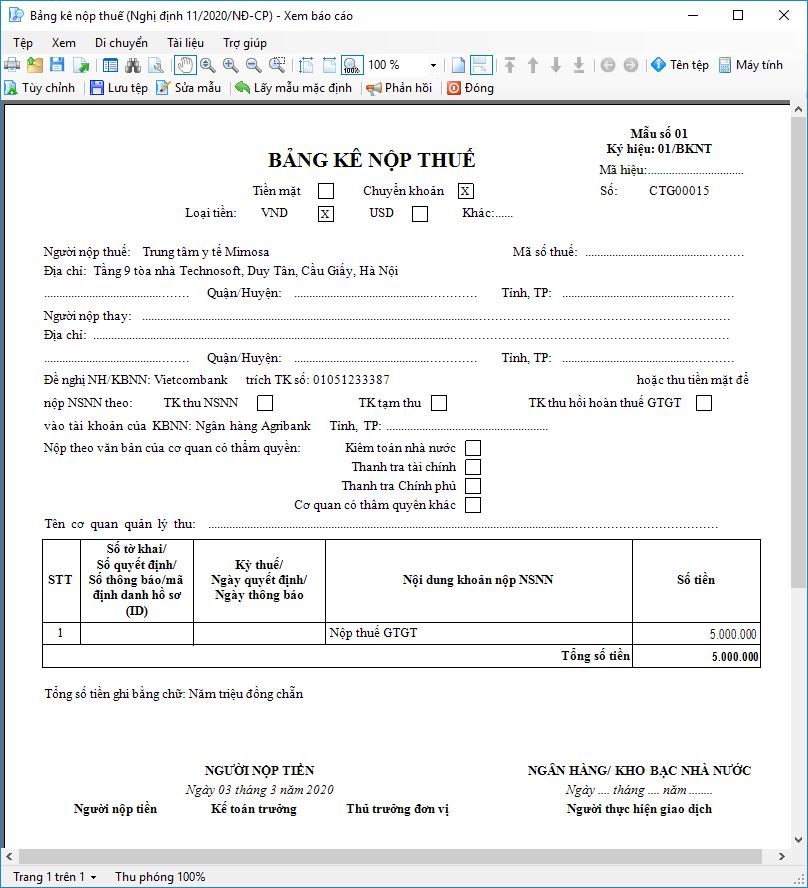 Bảng kê nộp thuế (Nghị định 11/2020/NĐ-CP) - Xem báo cáo
Tệp Xem Di chuyển Tài liệu Trợ giúp
100% 100 % Tên tệp Máy tính
Tùy chỉnh Lưu tệp Sửa mẫu Lấy mẫu mặc định Phản hồi Đóng
Mẫu số 01
Ký hiệu: 01/BKNT
BẢNG KÊ NỘP THUẾ
Mã hiệu:................................
Tiền mặt Chuyển khoản X Số: CTG00015
Loại tiền: VND X USD Khác:......
Người nộp thuế: Trung tâm y tế Mimosa Mã số thuế: ..................................................
Địa chỉ: Tầng 9 tòa nhà Technosoft, Duy Tân, Cầu Giấy, Hà Nội
............................................... Quận/Huyện: ............................................................ Tỉnh, TP: ........................................................
Người nộp thay: ....................................................................................................................................
Địa chỉ: ....................................................................................................................................
............................................... Quận/Huyện: ............................................................ Tỉnh, TP: ........................................................
Đề nghị NH/KBNN: Vietcombank trích TK số: 01051233387 hoặc thu tiền mặt để
nộp NSNN theo: TK thu NSNN TK tạm thu TK thu hồi hoàn thuế GTGT
vào tài khoản của KBNN: Ngân hàng Agribank Tỉnh, TP: ......................................................
Nộp theo văn bản của cơ quan có thẩm quyền: Kiểm toán nhà nước
Thanh tra tài chính
Thanh tra Chính phủ
Cơ quan có thẩm quyền khác
Tên cơ quan quản lý thu: ....................................................................................................................................
STT
Số tờ khai/
Số quyết định/
Số thông báo/mã
định danh hồ sơ
(ID)
Kỳ thuế/
Ngày quyết định/
Ngày thông báo
Nội dung khoản nộp NSNN
Số tiền
1 Nộp thuế GTGT 5.000.000
Tổng số tiền 5.000.000
Tổng số tiền ghi bằng chữ: Năm triệu đồng chẵn
NGƯỜI NỘP TIỀN NGÂN HÀNG/ KHO BẠC NHÀ NƯỚC
Ngày 03 tháng 3 năm 2020 Ngày .... tháng .... năm ........
Người nộp tiền Kế toán trưởng Thủ trưởng đơn vị Người thực hiện giao dịch
Trang 1 trên 1 Thu phóng 100%